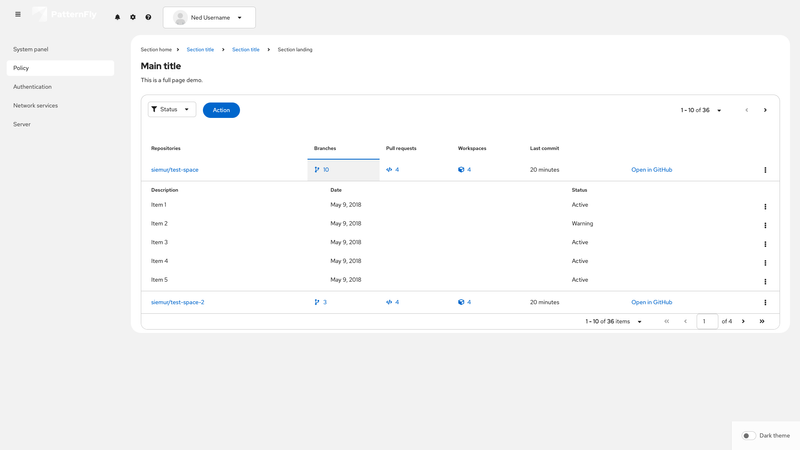 PatternFly
Ned Username
System panel
Policy
Authentication
Network services
Server
Section home
Section title
Section title
Section landing
Main title
This is a full page demo.
Status
Action
1 - 10 of 36
Repositories Branches Pull requests Workspaces Last commit
siemur/test-space 10 4 4 20 minutes Open in GitHub
Description Date Status
Item 1 May 9, 2018 Active
Item 2 May 9, 2018 Warning
Item 3 May 9, 2018 Active
Item 4 May 9, 2018 Active
Item 5 May 9, 2018 Active
siemur/test-space-2 3 4 4 20 minutes Open in GitHub
1 - 10 of 36 items 1 of 4
Dark theme